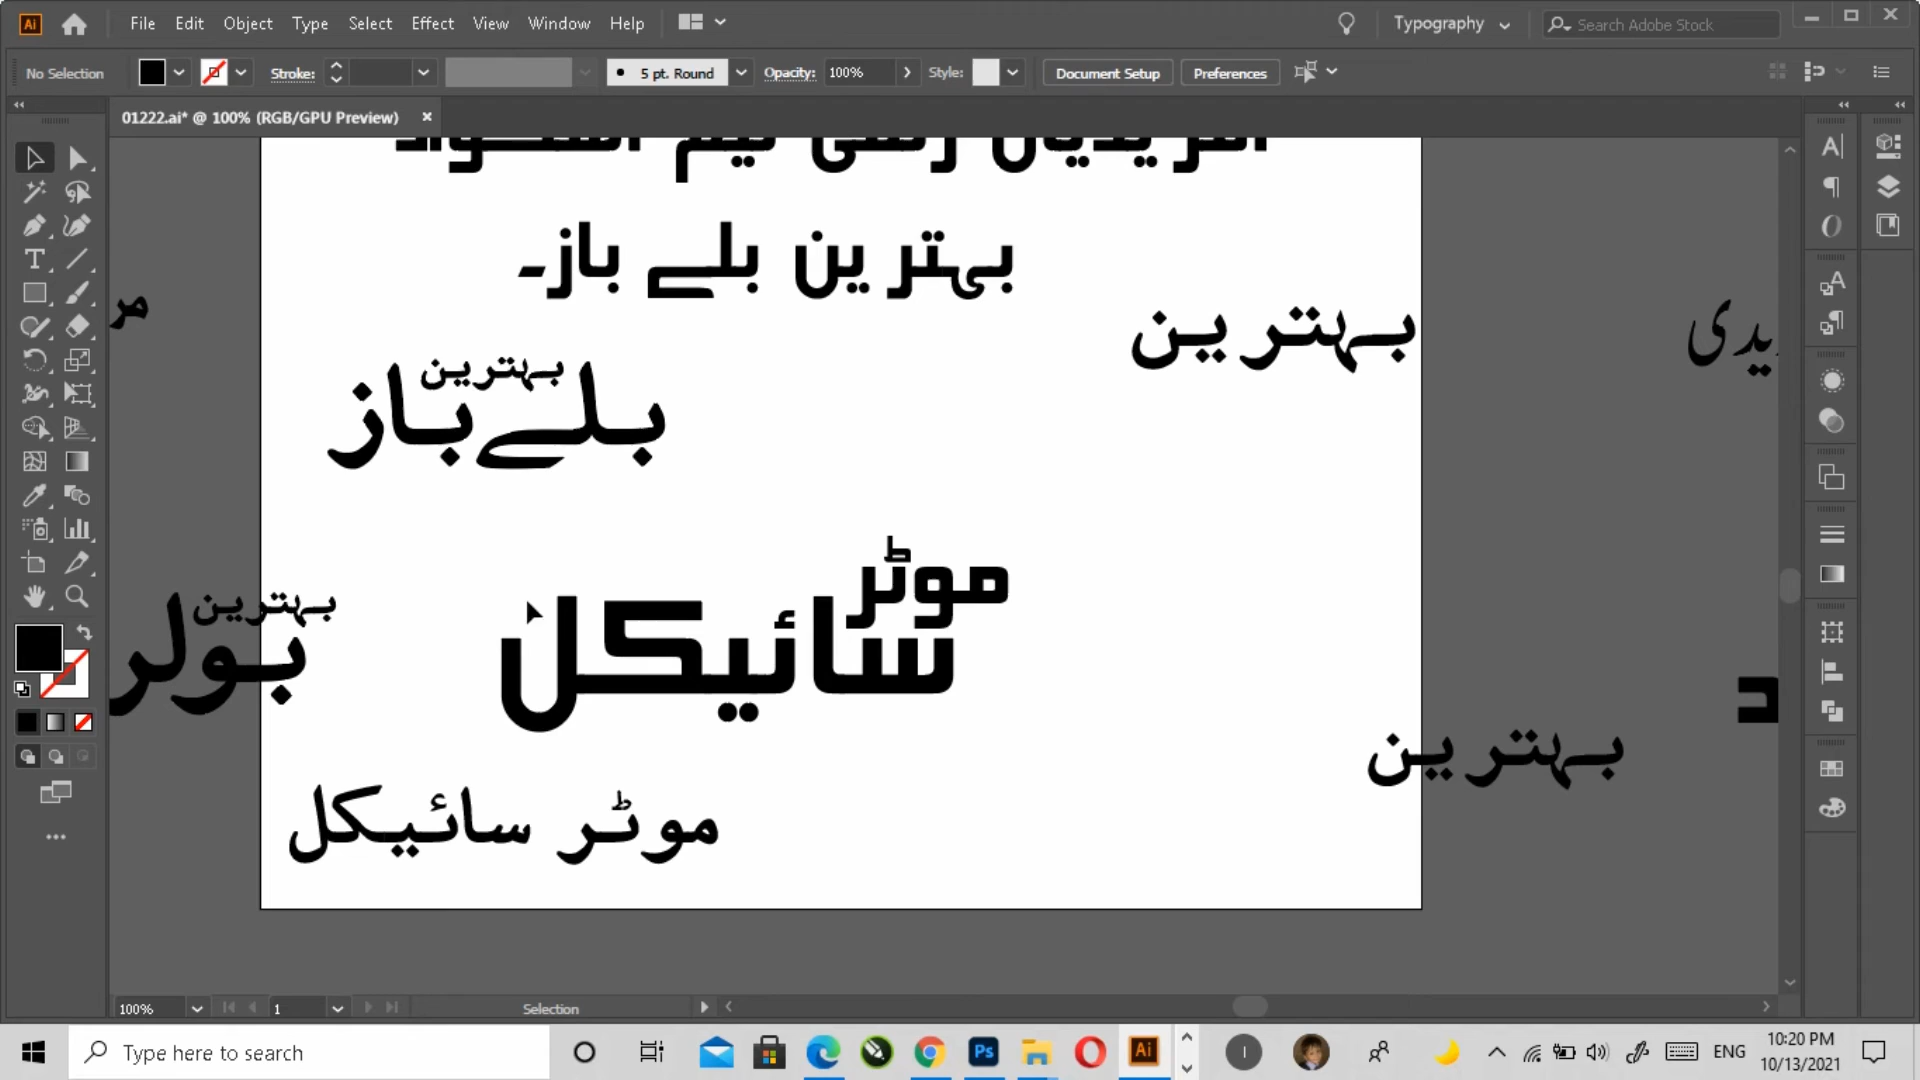 File Edit Object Type Select Effect View Window Help
Typography
Search Adobe Stock
No Selection
Stroke:
5 pt. Round
Opacity: 100%
Style:
Document Setup
Preferences
01222.ai* @ 100% (RGB/GPU Preview)
بہترین بلے باز۔
بہترین
بہترین
بلے باز
موٹر
سائیکل
بہترین
بولر
بہترین
موٹر سائیکل
یدی
مر
د
100%
1
Selection
Type here to search
ENG
10:20 PM
10/13/2021